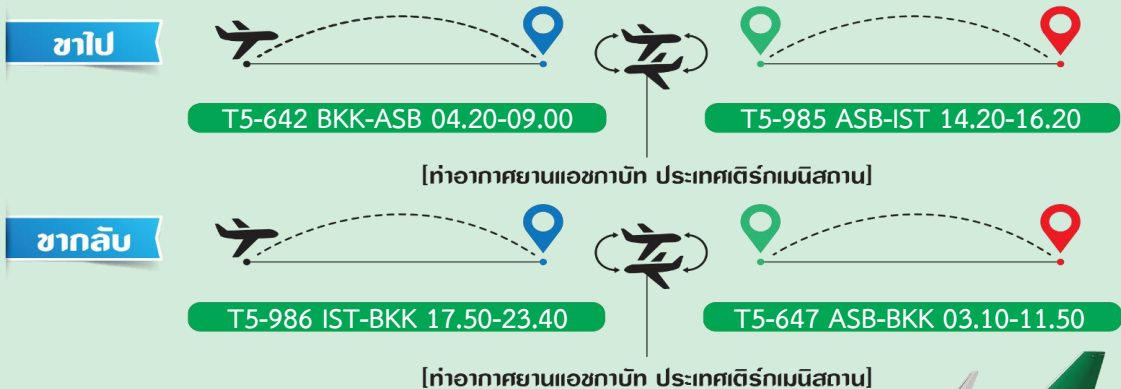 ขาไป
T5-642 BKK-ASB 04.20-09.00
T5-985 ASB-IST 14.20-16.20
[ท่าอากาศยานแอชกาบัท ประเทศเติร์กเมนิสถาน]
ขากลับ
T5-986 IST-BKK 17.50-23.40
T5-647 ASB-BKK 03.10-11.50
[ท่าอากาศยานแอชกาบัท ประเทศเติร์กเมนิสถาน]